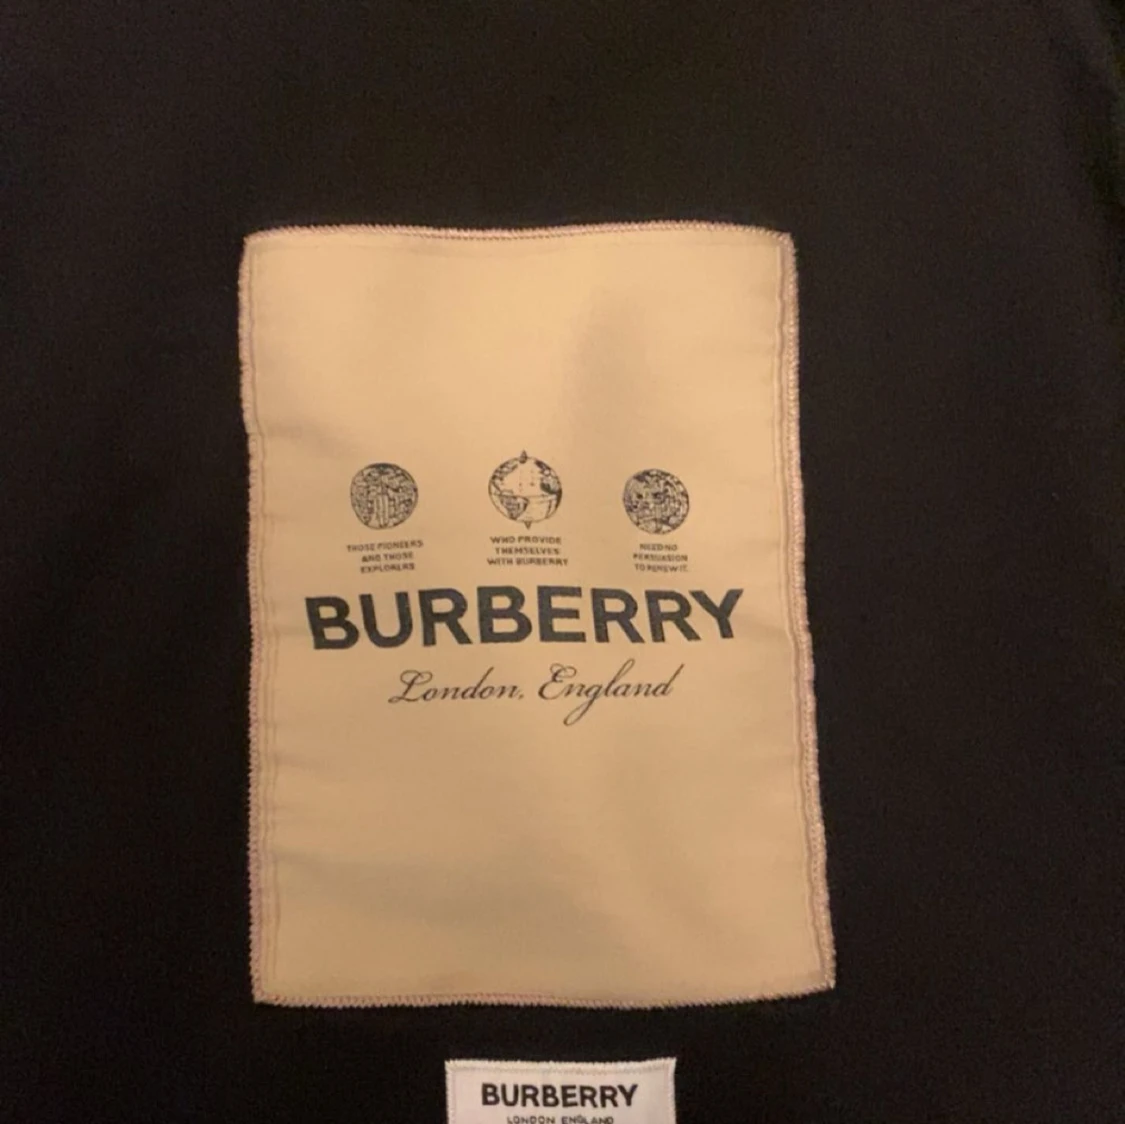 THOSE PIONEERS
AND THOSE
EXPLORERS
WHO PROVIDE
THEMSELVES
WITH BURBERRY
NEED NO
PERSUASION
TO RENEW IT.
BURBERRY
London, England
BURBERRY
LONDON ENGLAND